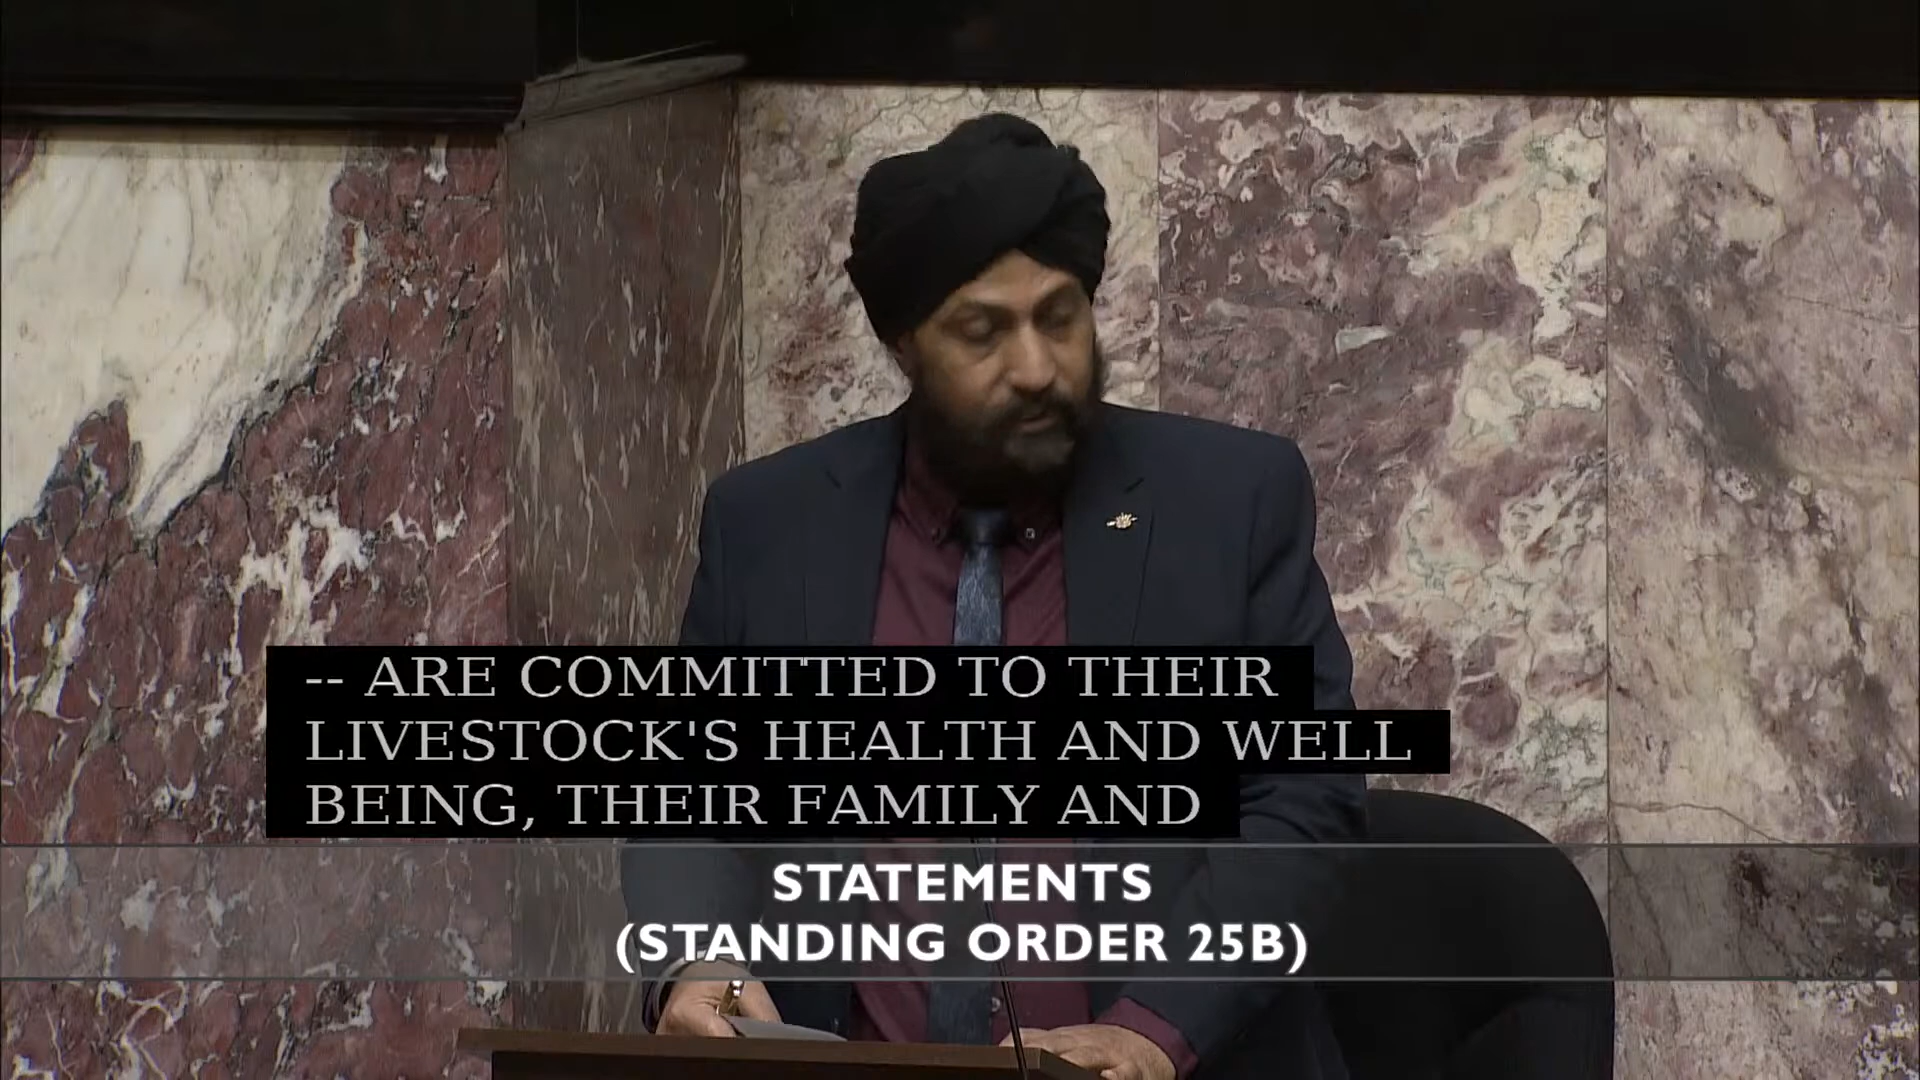 -- ARE COMMITTED TO THEIR
LIVESTOCK'S HEALTH AND WELL
BEING, THEIR FAMILY AND
STATEMENTS
(STANDING ORDER 25B)